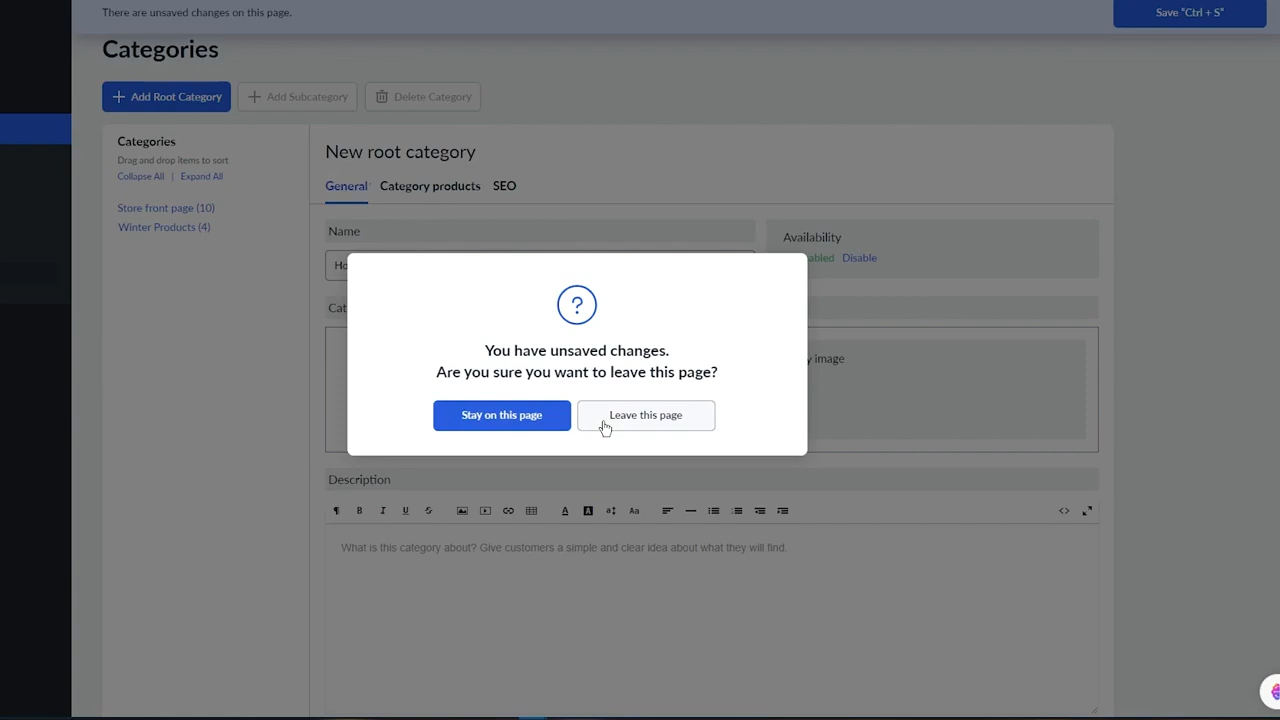 There are unsaved changes on this page.
Save "Ctrl + S"
Categories
Add Root Category
Add Subcategory
Delete Category
Categories
Drag and drop items to sort
Collapse All | Expand All
Store front page (10)
Winter Products (4)
New root category
General
Category products
SEO
Name
Availability
Disable
?
You have unsaved changes.
Are you sure you want to leave this page?
Stay on this page
Leave this page
image
Description
What is this category about? Give customers a simple and clear idea about what they will find.